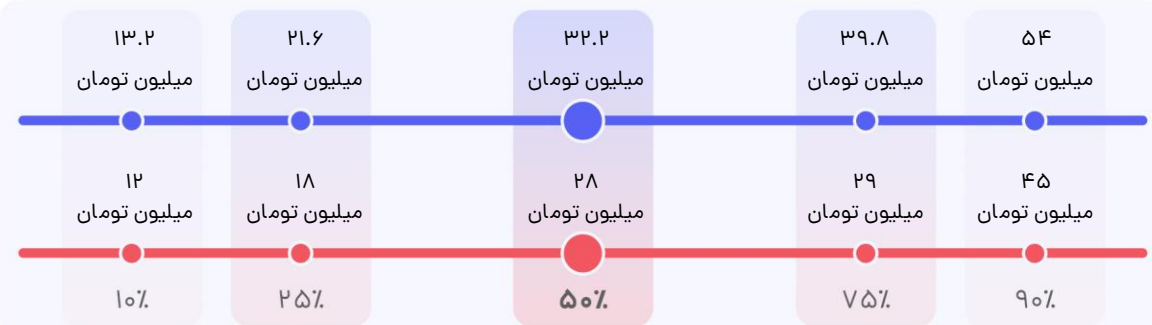 ۱۳.۲ ۲۱.۶ ۳۲.۲ ۳۹.۸ ۵۴
میلیون تومان میلیون تومان میلیون تومان میلیون تومان میلیون تومان
۱۲ ۱۸ ۲۸ ۲۹ ۴۵
میلیون تومان میلیون تومان میلیون تومان میلیون تومان میلیون تومان
۱۰٪ ۲۵٪ ۵۰٪ ۷۵٪ ۹۰٪